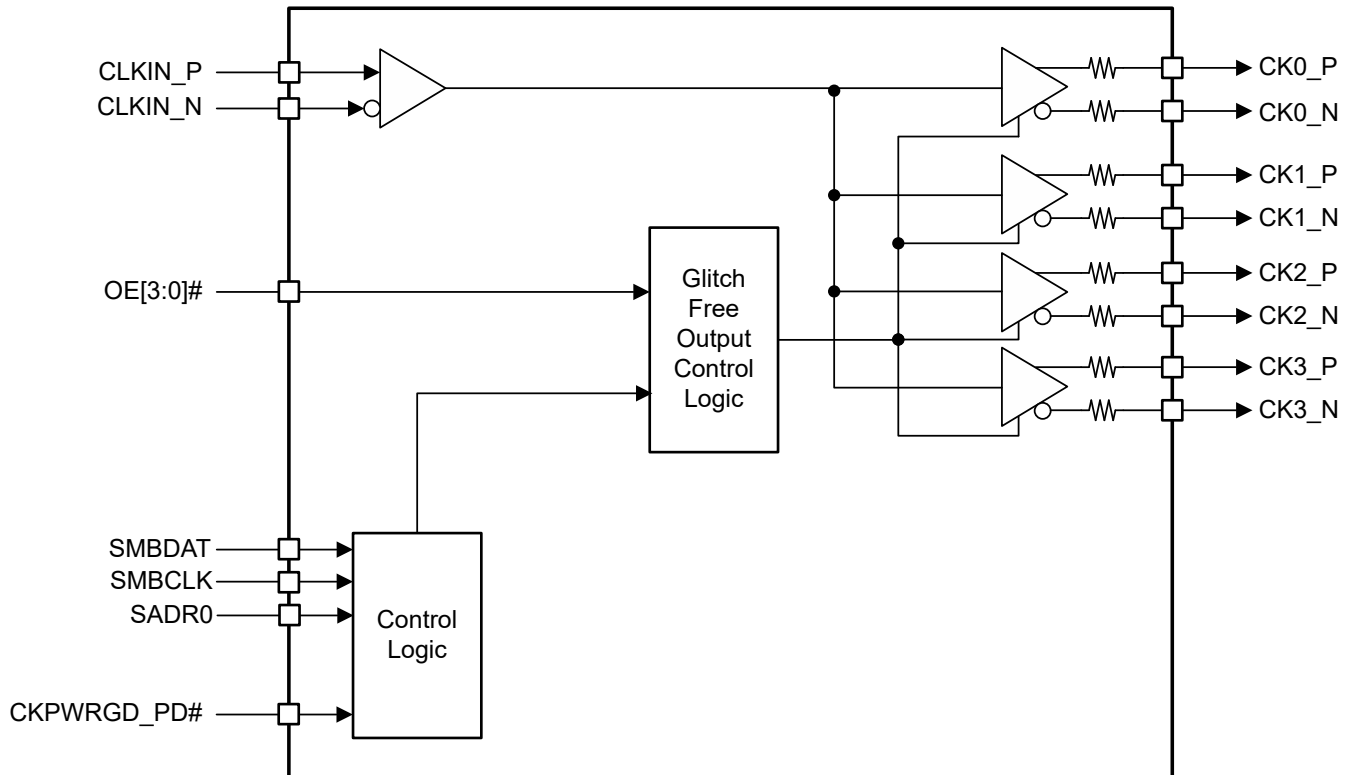 CLKIN_P
CLKIN_N
OE[3:0]#
SMBDAT
SMBCLK
SADR0
CKPWRGD_PD#
Control
Logic
Glitch
Free
Output
Control
Logic
CK0_P
CK0_N
CK1_P
CK1_N
CK2_P
CK2_N
CK3_P
CK3_N